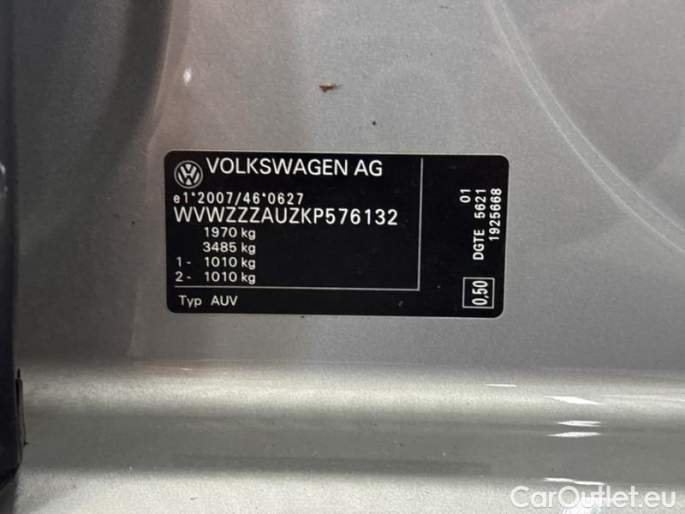 VOLKSWAGEN AG
e1*2007/46*0627
WVWZZZAUZKP576132
1970 kg
3485 kg
1 - 1010 kg
2 - 1010 kg
Typ AUV
01
DGTE 5621
1925668
0,50
CarOutlet.eu